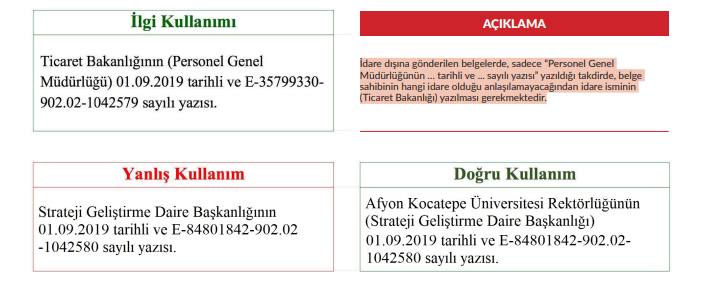 İlgi Kullanımı
Ticaret Bakanlığının (Personel Genel
Müdürlüğü) 01.09.2019 tarihli ve E-35799330-
902.02-1042579 sayılı yazısı.
AÇIKLAMA
İdare dışına gönderilen belgelerde, sadece “Personel Genel
Müdürlüğünün ... tarihli ve ... sayılı yazısı” yazıldığı takdirde, belge
sahibinin hangi idare olduğu anlaşılamayacağından idare isminin
(Ticaret Bakanlığı) yazılması gerekmektedir.
Yanlış Kullanım
Strateji Geliştirme Daire Başkanlığının
01.09.2019 tarihli ve E-84801842-902.02
-1042580 sayılı yazısı.
Doğru Kullanım
Afyon Kocatepe Üniversitesi Rektörlüğünün
(Strateji Geliştirme Daire Başkanlığı)
01.09.2019 tarihli ve E-84801842-902.02-
1042580 sayılı yazısı.